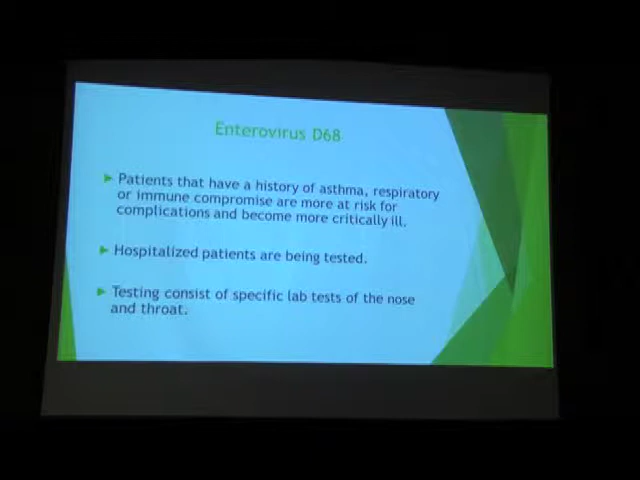 Enterovirus D68
Patients that have a history of asthma, respiratory
or immune compromise are more at risk for
complications and become more critically ill.
Hospitalized patients are being tested.
Testing consist of specific lab tests of the nose
and throat.